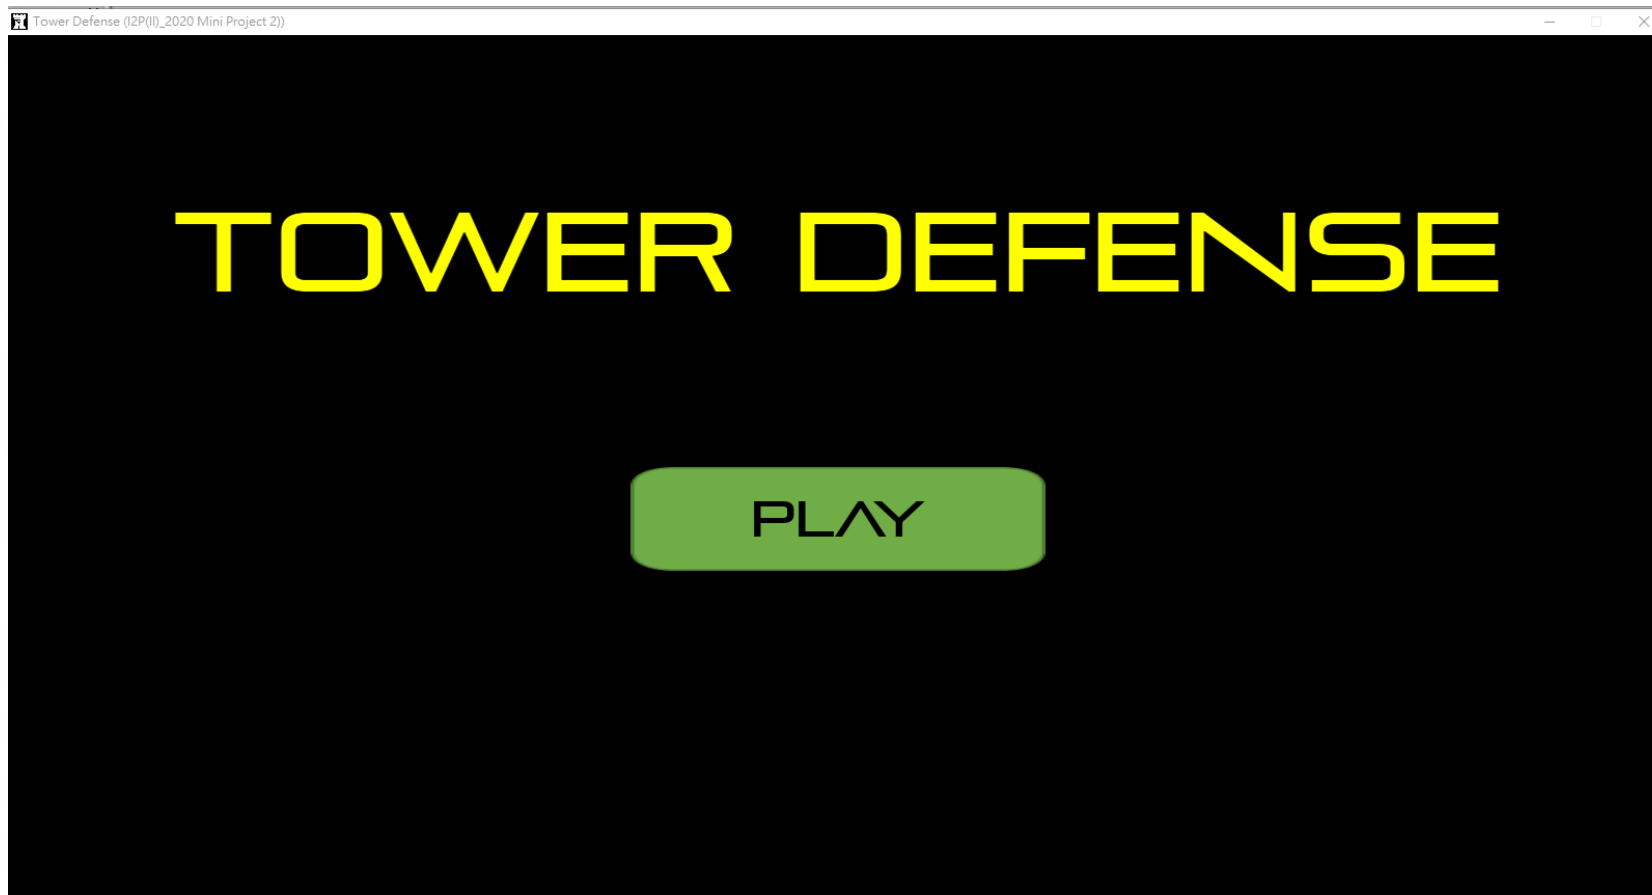 Tower Defense (I2P(II)_2020 Mini Project 2))
TOWER DEFENSE
PLAY